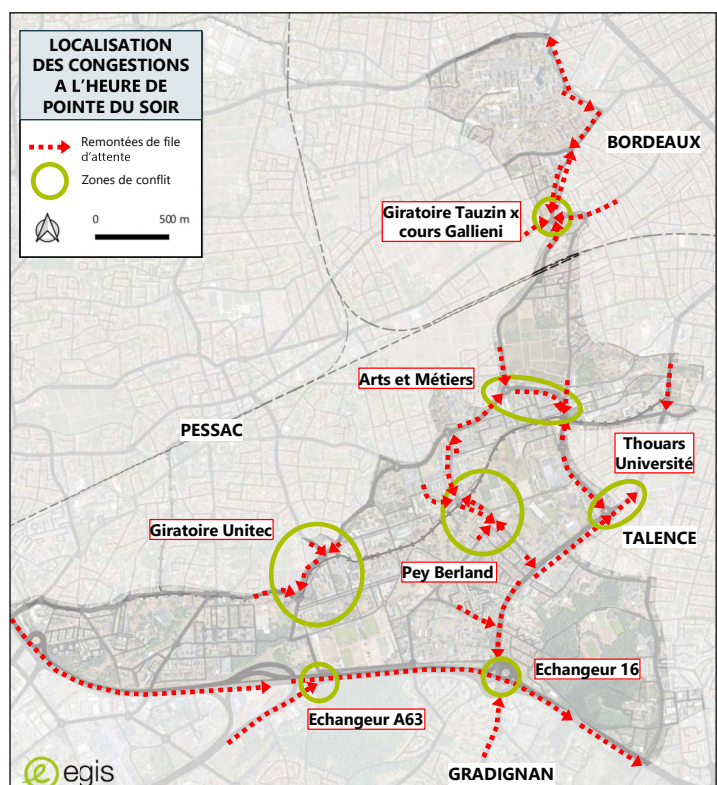 LOCALISATION
DES CONGESTIONS
A L'HEURE DE
POINTE DU SOIR
Remontées de file
d'attente
Zones de conflit
0 500 m
BORDEAUX
Giratoire Tauzin x
cours Gallieni
Arts et Métiers
PESSAC
Thouars
Université
Giratoire Unitec
TALENCE
Pey Berland
Echangeur 16
Echangeur A63
GRADIGNAN
egis